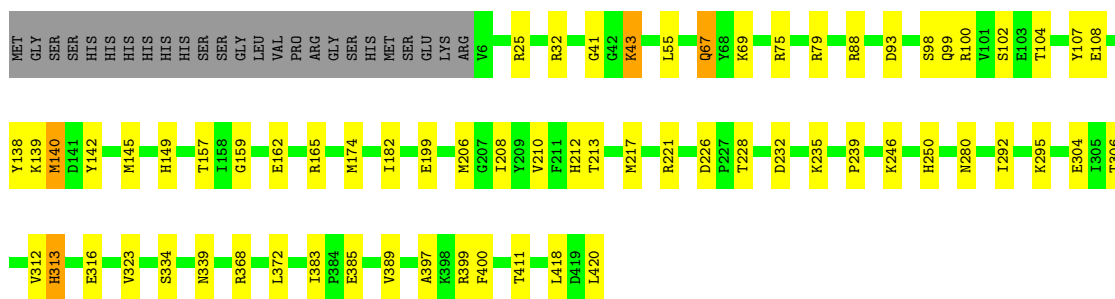 MET GLY SER SER HIS HIS HIS HIS HIS HIS SER SER GLY LEU VAL PRO ARG GLY SER HIS MET SER GLU LYS ARG V6 R25 R32 G41 G42 K43 L55 Q67 Y68 K69 R75 R79 R88 D93 S98 Q99 R100 V101 S102 E103 T104 Y107 E108
Y138 K139 M140 D141 Y142 M145 H149 T157 I158 G159 E162 R165 M174 I182 E199 M206 G207 I208 Y209 V210 F211 H212 T213 M217 R221 D226 P227 T228 D232 K235 P239 K246 H250 N280 I292 K295 E304 I305 T306
V312 H313 E316 V323 S334 N339 R368 L372 I383 P384 E385 V389 A397 K398 R399 F400 T411 L418 D419 L420